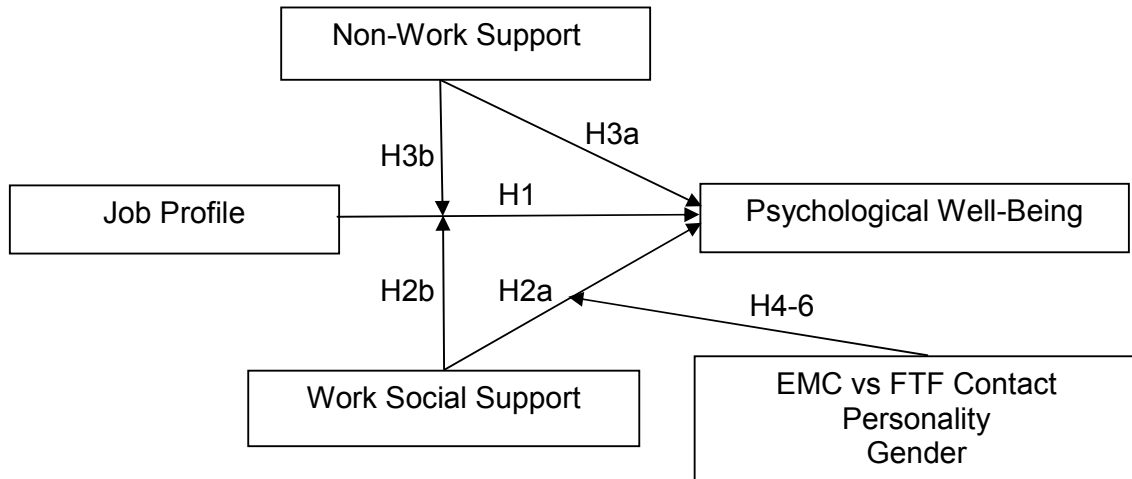 Non-Work Support
H3a
H3b
H1
Job Profile
Psychological Well-Being
H2b
H2a
H4-6
Work Social Support
EMC vs FTF Contact
Personality
Gender